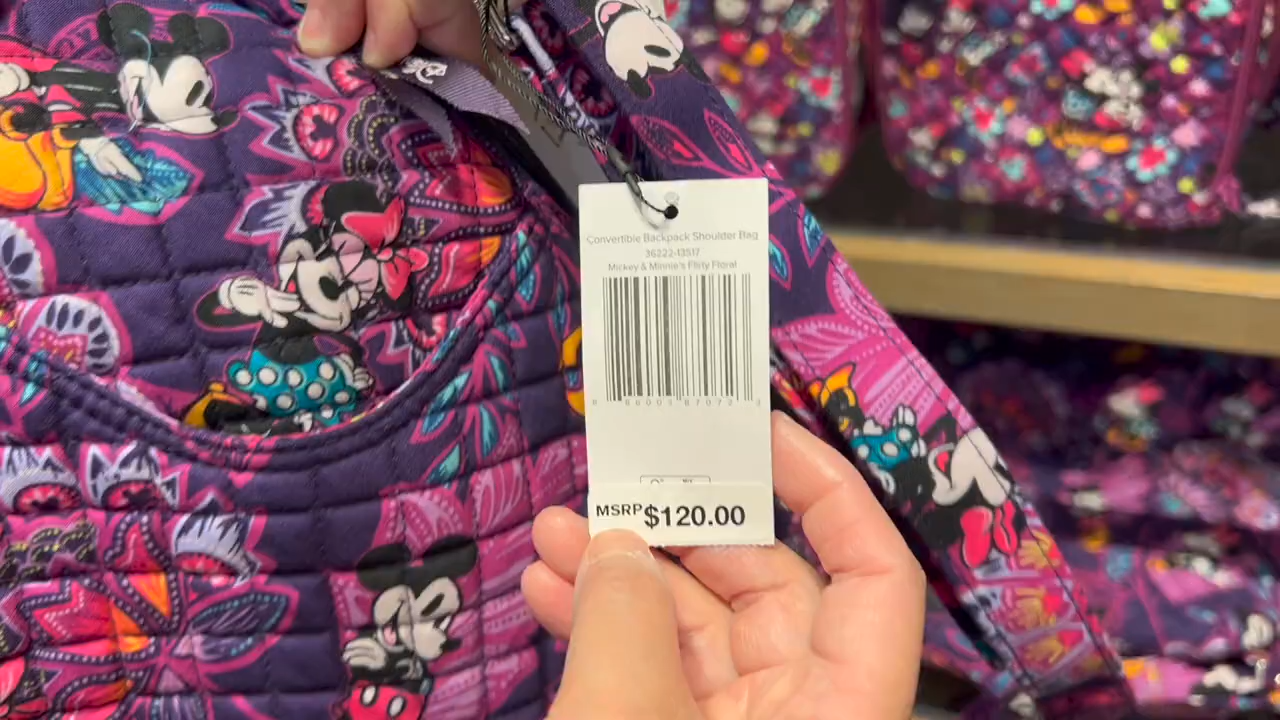 Convertible Backpack Shoulder Bag
36222-13517
Mickey & Minnie's Flirty Floral
MSRP $120.00